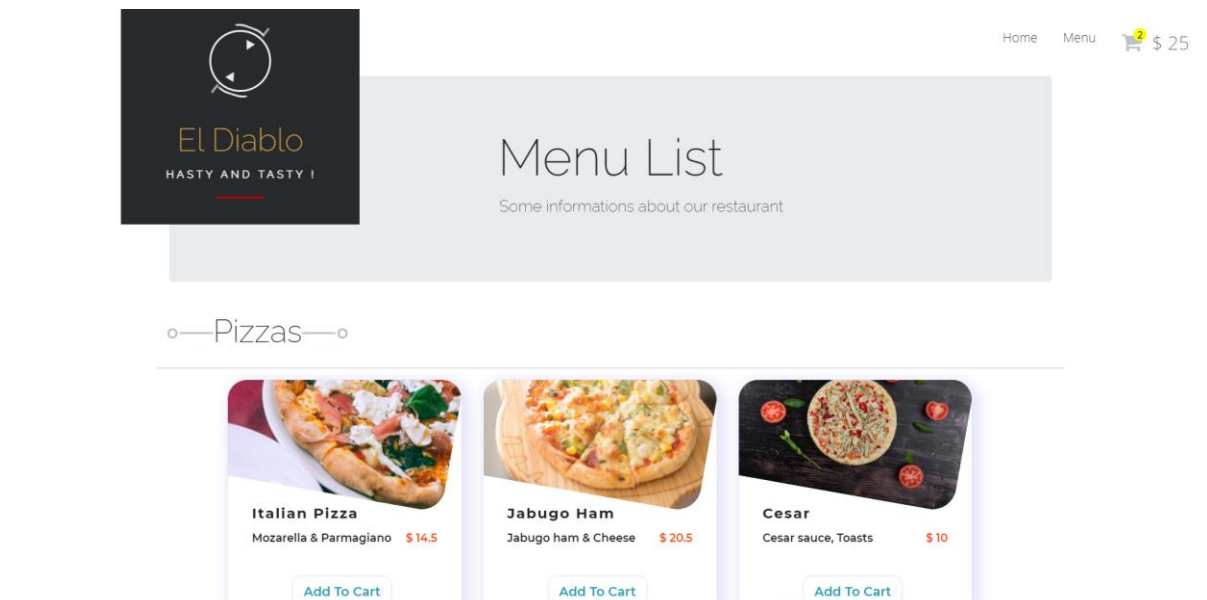 Home Menu 2 $ 25
El Diablo
HASTY AND TASTY !
Menu List
Some informations about our restaurant
Pizzas
Italian Pizza
Mozarella & Parmagiano $ 14.5
Add To Cart
Jabugo Ham
Jabugo ham & Cheese $ 20.5
Add To Cart
Cesar
Cesar sauce, Toasts $ 10
Add To Cart